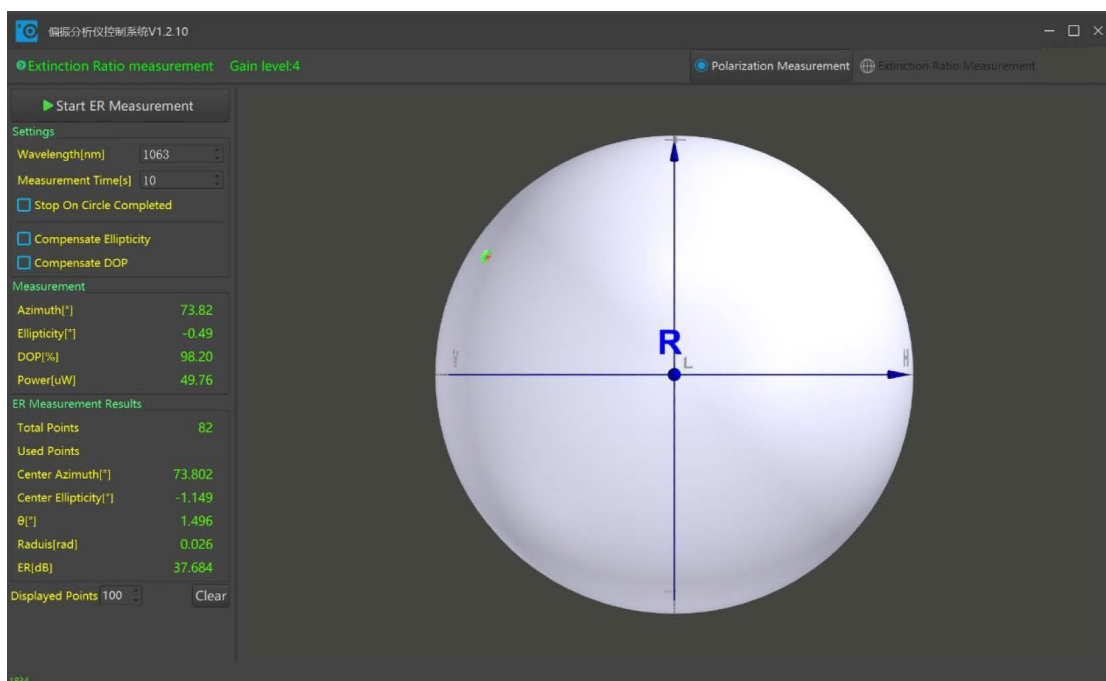 偏振分析仪控制系统V1.2.10
Extinction Ratio measurement Gain level:4
Polarization Measurement Extinction Ratio Measurement
Start ER Measurement
Settings
Wavelength[nm] 1063
Measurement Time[s] 10
Stop On Circle Completed
Compensate Ellipticity
Compensate DOP
Measurement
Azimuth[°] 73.82
Ellipticity[°] -0.49
DOP[%] 98.20
Power[uW] 49.76
ER Measurement Results
Total Points 82
Used Points
Center Azimuth[°] 73.802
Center Ellipticity[°] -1.149
θ[°] 1.496
Raduis[rad] 0.026
ER[dB] 37.684
Displayed Points 100 Clear
V
R
L
H